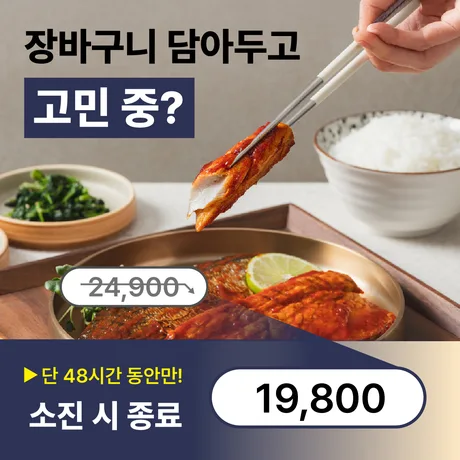 장바구니 담아두고
고민 중?
24,900
▶단 48시간 동안만!
소진 시 종료
19,800